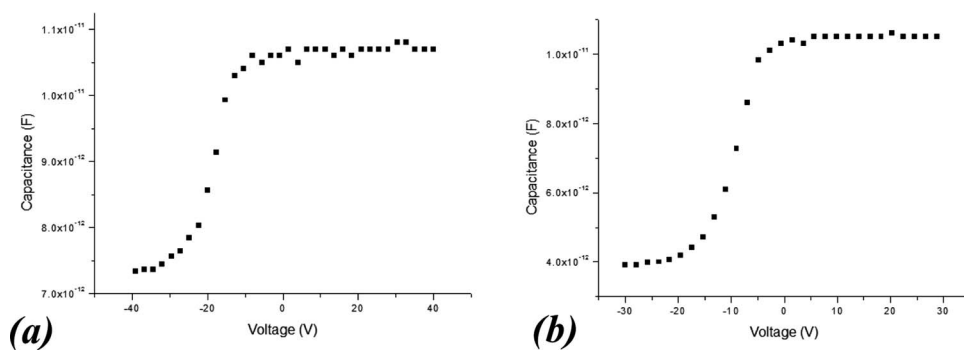 1.1x10⁻¹¹
1.0x10⁻¹¹
9.0x10⁻¹²
8.0x10⁻¹²
7.0x10⁻¹²
Capacitance (F)
-40 -20 0 20 40
Voltage (V)
(a)
1.0x10⁻¹¹
8.0x10⁻¹²
6.0x10⁻¹²
4.0x10⁻¹²
Capacitance (F)
-30 -20 -10 0 10 20 30
Voltage (V)
(b)